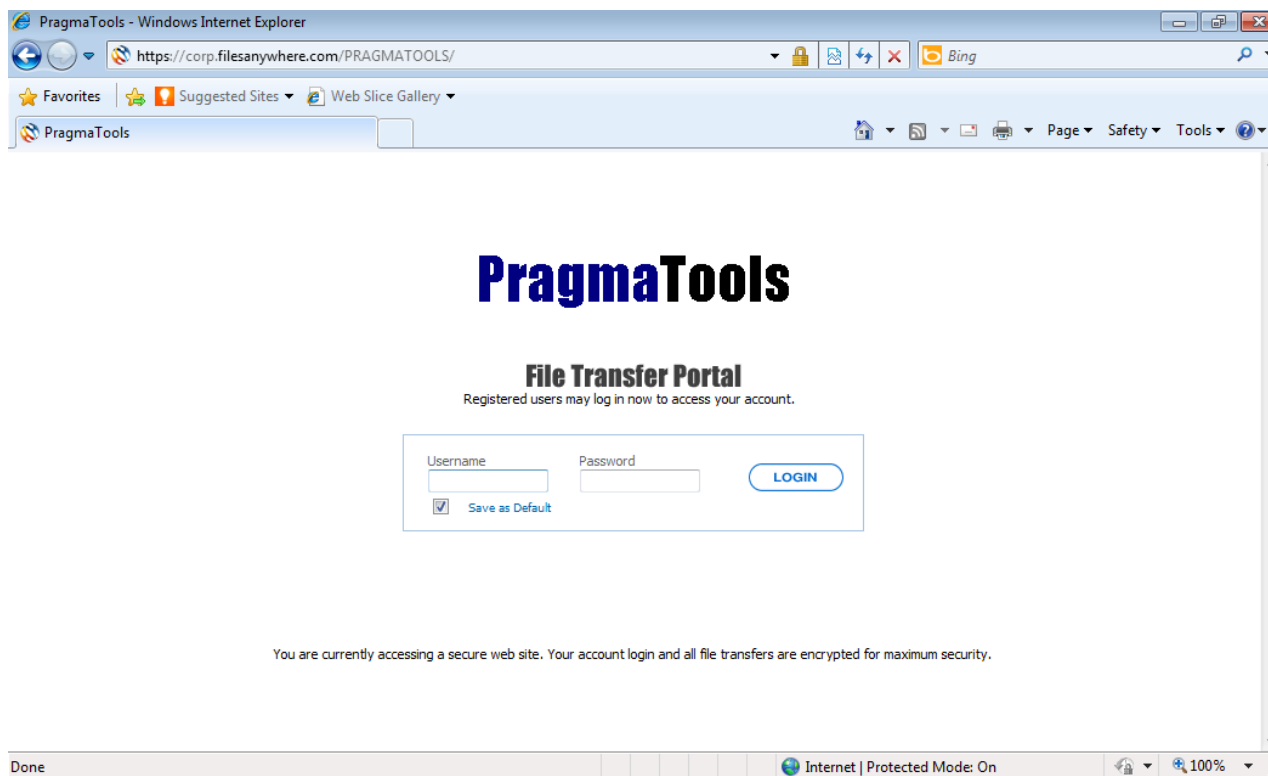 PragmaTools - Windows Internet Explorer
https://corp.filesanywhere.com/PRAGMATOOLS/
Bing
Favorites Suggested Sites Web Slice Gallery
PragmaTools Page Safety Tools
PragmaTools
File Transfer Portal
Registered users may log in now to access your account.
Username Password
LOGIN
Save as Default
You are currently accessing a secure web site. Your account login and all file transfers are encrypted for maximum security.
Done Internet | Protected Mode: On 100%